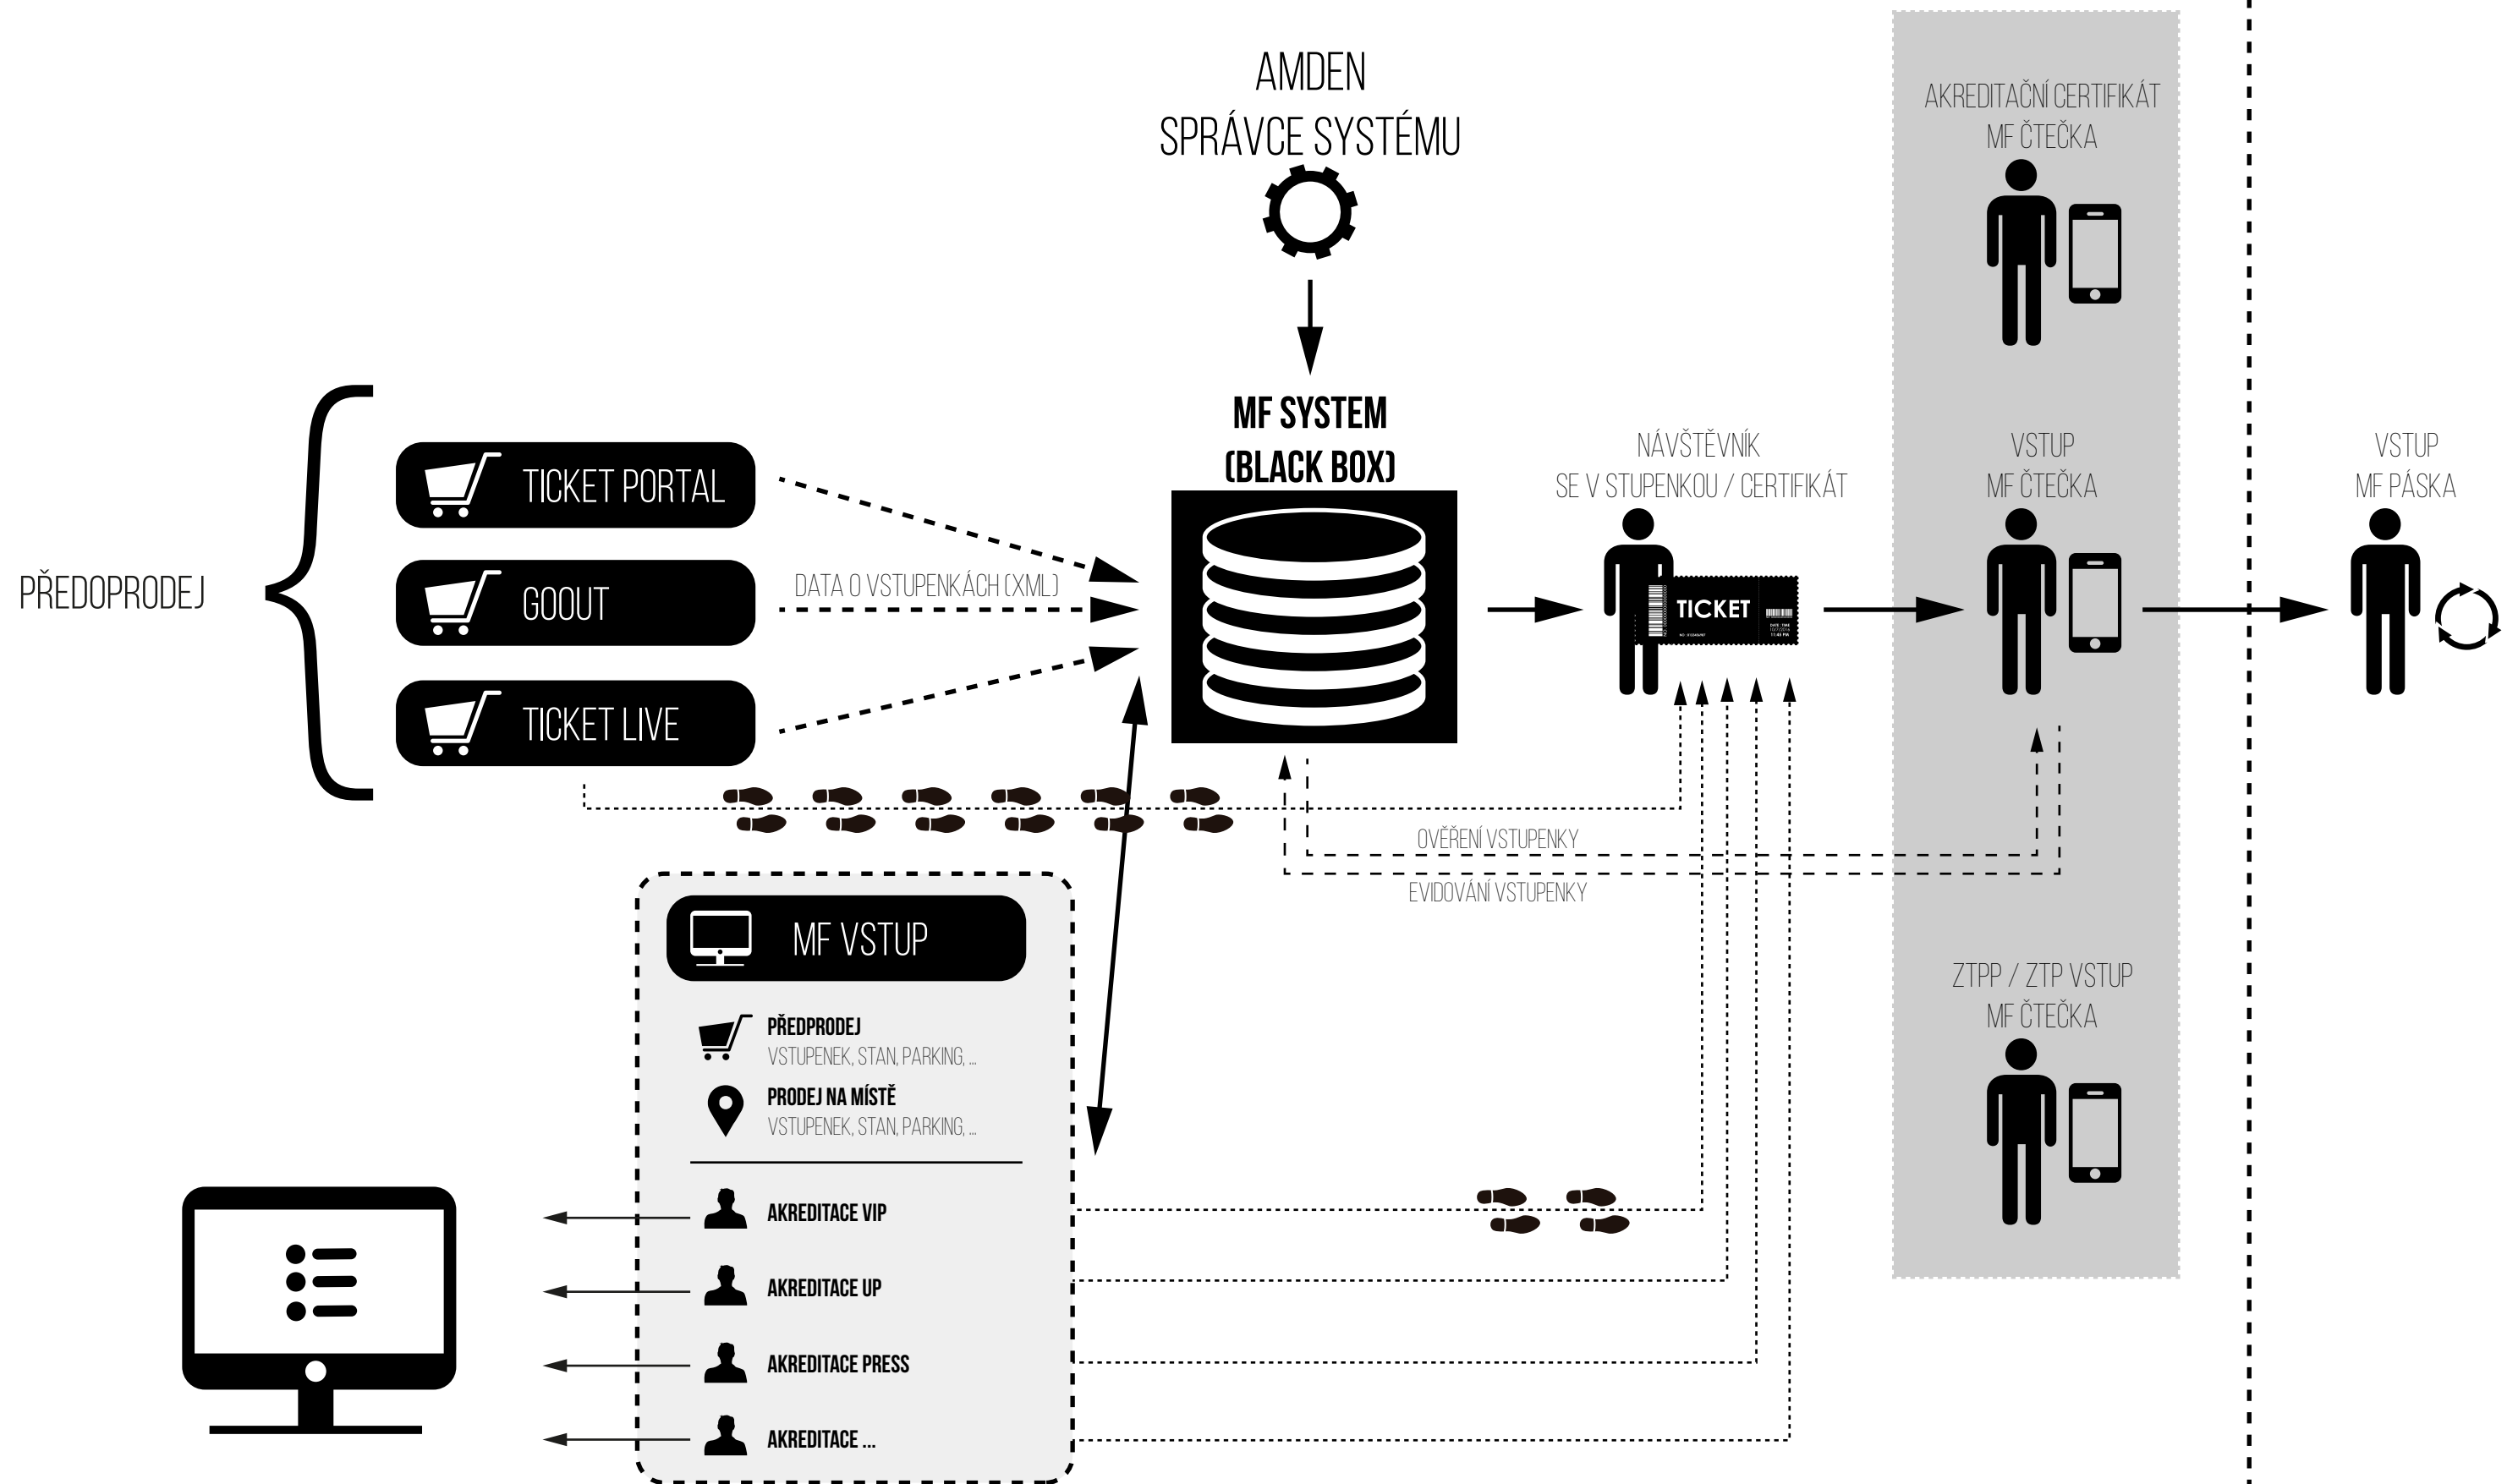 AMDEN
SPRÁVCE SYSTÉMU
AKREDITAČNÍ CERTIFIKÁT
MF ČTEČKA
MF SYSTEM
(BLACK BOX)
NÁVŠTĚVNÍK
SE V STUPENKOU / CERTIFIKÁT
VSTUP
MF ČTEČKA
VSTUP
MF PÁSKA
PŘEDOPRODEJ
TICKET PORTAL
GOOUT
TICKET LIVE
DATA O VSTUPENKÁCH (XML)
TICKET
OVĚŘENÍ VSTUPENKY
EVIDOVÁNÍ VSTUPENKY
MF VSTUP
PŘEDPRODEJ
VSTUPENEK, STAN, PARKING, ...
PRODEJ NA MÍSTĚ
VSTUPENEK, STAN, PARKING, ...
ZTPP / ZTP VSTUP
MF ČTEČKA
AKREDITACE VIP
AKREDITACE UP
AKREDITACE PRESS
AKREDITACE ...